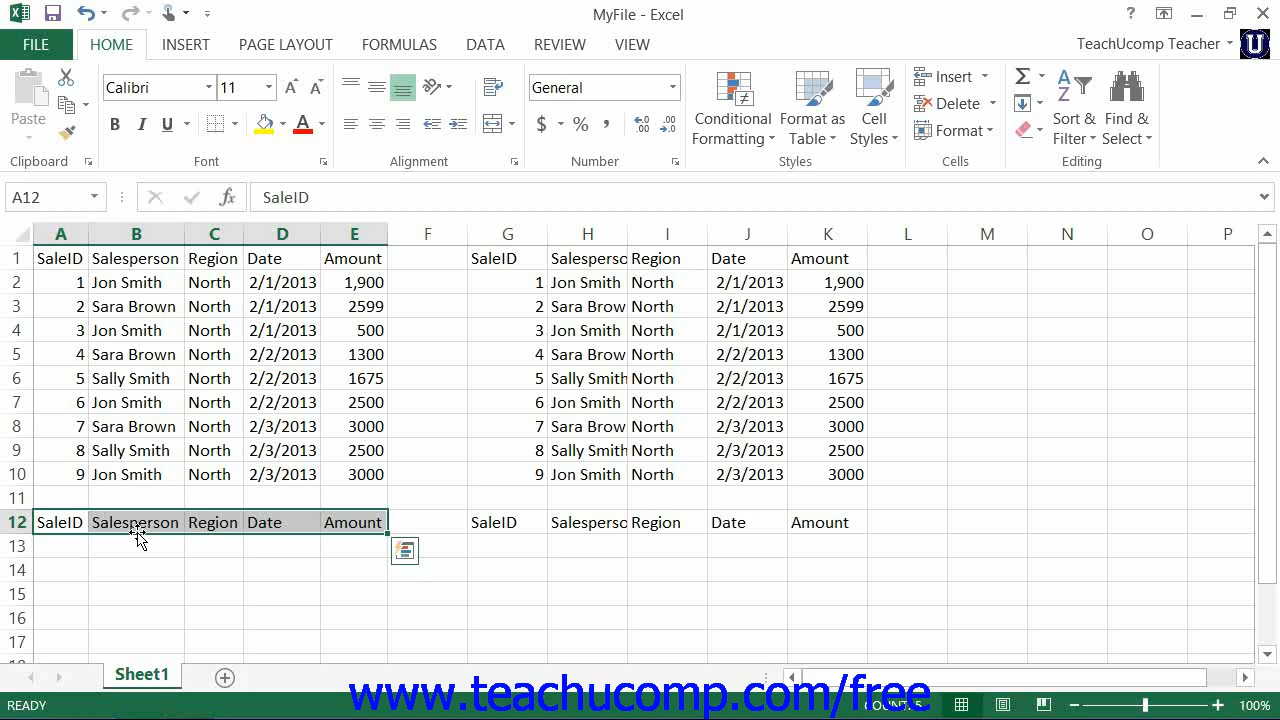 MyFile - Excel
?
FILE HOME INSERT PAGE LAYOUT FORMULAS DATA REVIEW VIEW TeachUcomp Teacher U
Paste Calibri 11 A A General Conditional Formatting Format as Table Cell Styles Insert Delete Format Σ A Z Sort & Filter Find & Select
B I U A $ % , .0 .00 .00 .0
Clipboard Font Alignment Number Styles Cells Editing
A12 fx SaleID
A B C D E F G H I J K L M N O P
1 SaleID Salesperson Region Date Amount SaleID Salesperso Region Date Amount
2 1 Jon Smith North 2/1/2013 1,900 1 Jon Smith North 2/1/2013 1,900
3 2 Sara Brown North 2/1/2013 2599 2 Sara Brow North 2/1/2013 2599
4 3 Jon Smith North 2/1/2013 500 3 Jon Smith North 2/1/2013 500
5 4 Sara Brown North 2/2/2013 1300 4 Sara Brow North 2/2/2013 1300
6 5 Sally Smith North 2/2/2013 1675 5 Sally Smith North 2/2/2013 1675
7 6 Jon Smith North 2/2/2013 2500 6 Jon Smith North 2/2/2013 2500
8 7 Sara Brown North 2/3/2013 3000 7 Sara Brow North 2/3/2013 3000
9 8 Sally Smith North 2/3/2013 2500 8 Sally Smith North 2/3/2013 2500
10 9 Jon Smith North 2/3/2013 3000 9 Jon Smith North 2/3/2013 3000
11
12 SaleID Salesperson Region Date Amount SaleID Salesperso Region Date Amount
13
14
15
16
17
Sheet1
www.teachucomp.com/free
READY COUNT: 5 100%